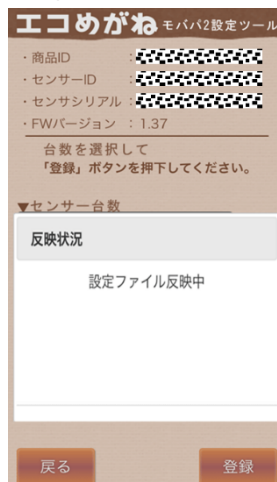 エコめがね モバパ2設定ツール
・商品ID :
・センサーID :
・センサシリアル :
・FWバージョン : 1.37
台数を選択して
「登録」ボタンを押下してください。
▼センサー台数
反映状況
設定ファイル反映中
戻る 登録